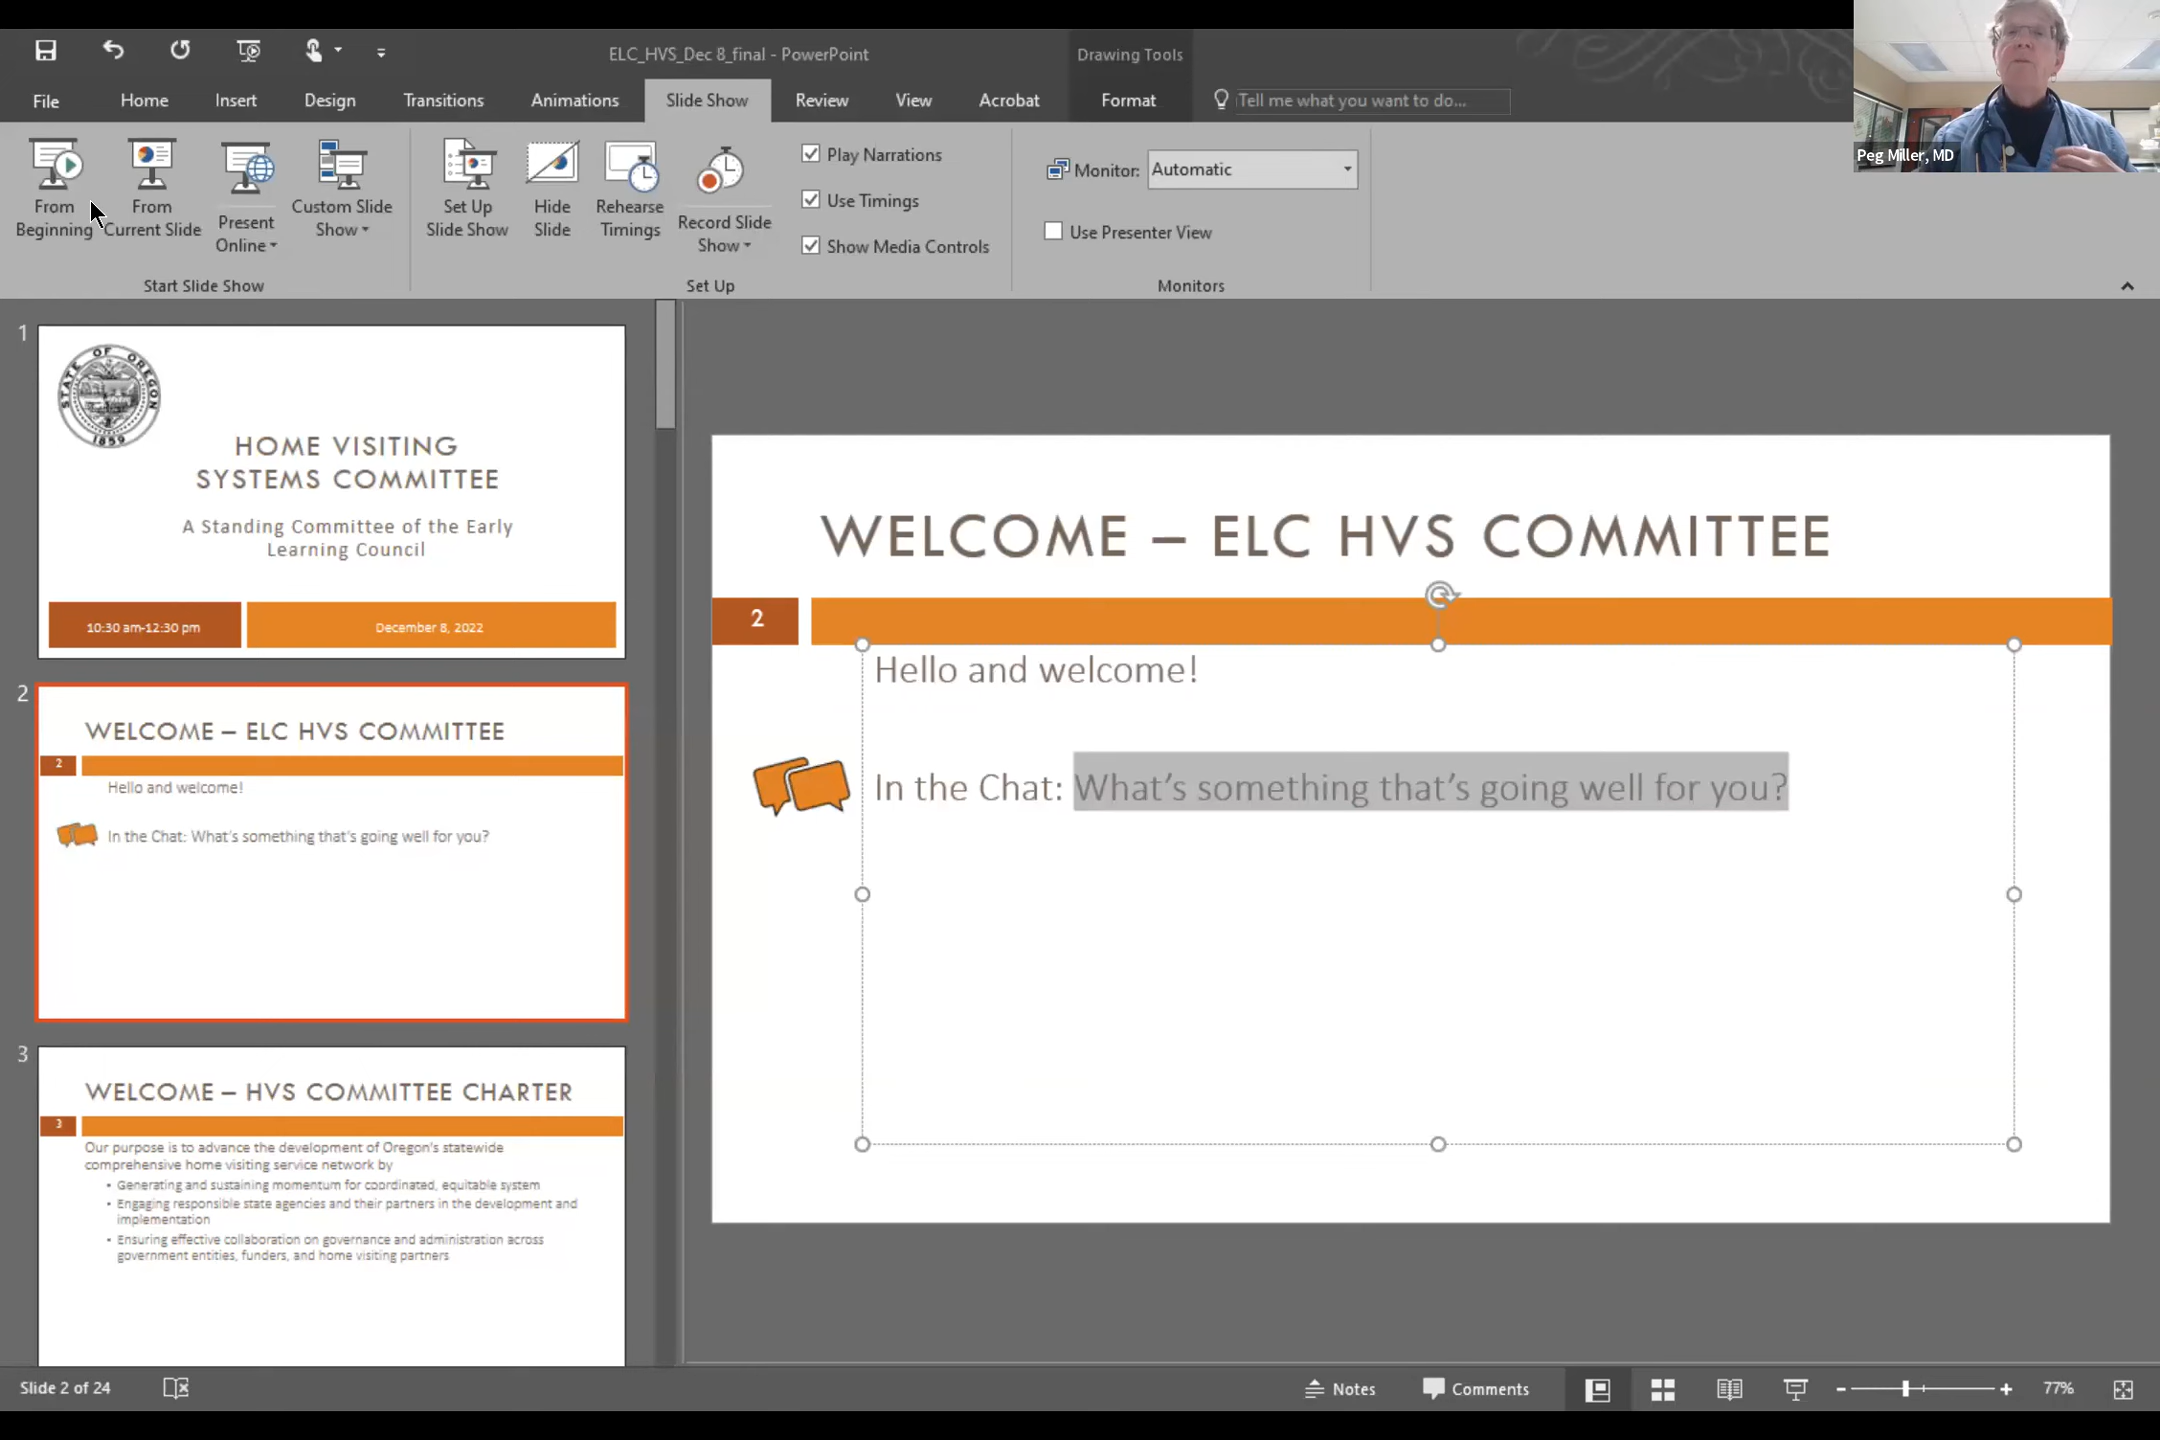 ELC_HVS_Dec 8_final - PowerPoint
Drawing Tools
File
Home
Insert
Design
Transitions
Animations
Slide Show
Review
View
Acrobat
Format
Tell me what you want to do...
Peg Miller, MD
From
Beginning
From
Current Slide
Present
Online
Custom Slide
Show
Start Slide Show
Set Up
Slide Show
Hide
Slide
Rehearse
Timings
Record Slide
Show
Play Narrations
Use Timings
Show Media Controls
Set Up
Monitor:
Automatic
Use Presenter View
Monitors
1
STATE OF OREGON
1859
HOME VISITING
SYSTEMS COMMITTEE
A Standing Committee of the Early
Learning Council
10:30 am-12:30 pm
December 8, 2022
2
WELCOME – ELC HVS COMMITTEE
2
Hello and welcome!
In the Chat: What's something that's going well for you?
3
WELCOME – HVS COMMITTEE CHARTER
3
Our purpose is to advance the development of Oregon's statewide
comprehensive home visiting service network by
• Generating and sustaining momentum for coordinated, equitable system
• Engaging responsible state agencies and their partners in the development and
implementation
• Ensuring effective collaboration on governance and administration across
government entities, funders, and home visiting partners
WELCOME – ELC HVS COMMITTEE
2
Hello and welcome!
In the Chat: What's something that's going well for you?
Slide 2 of 24
Notes
Comments
77%